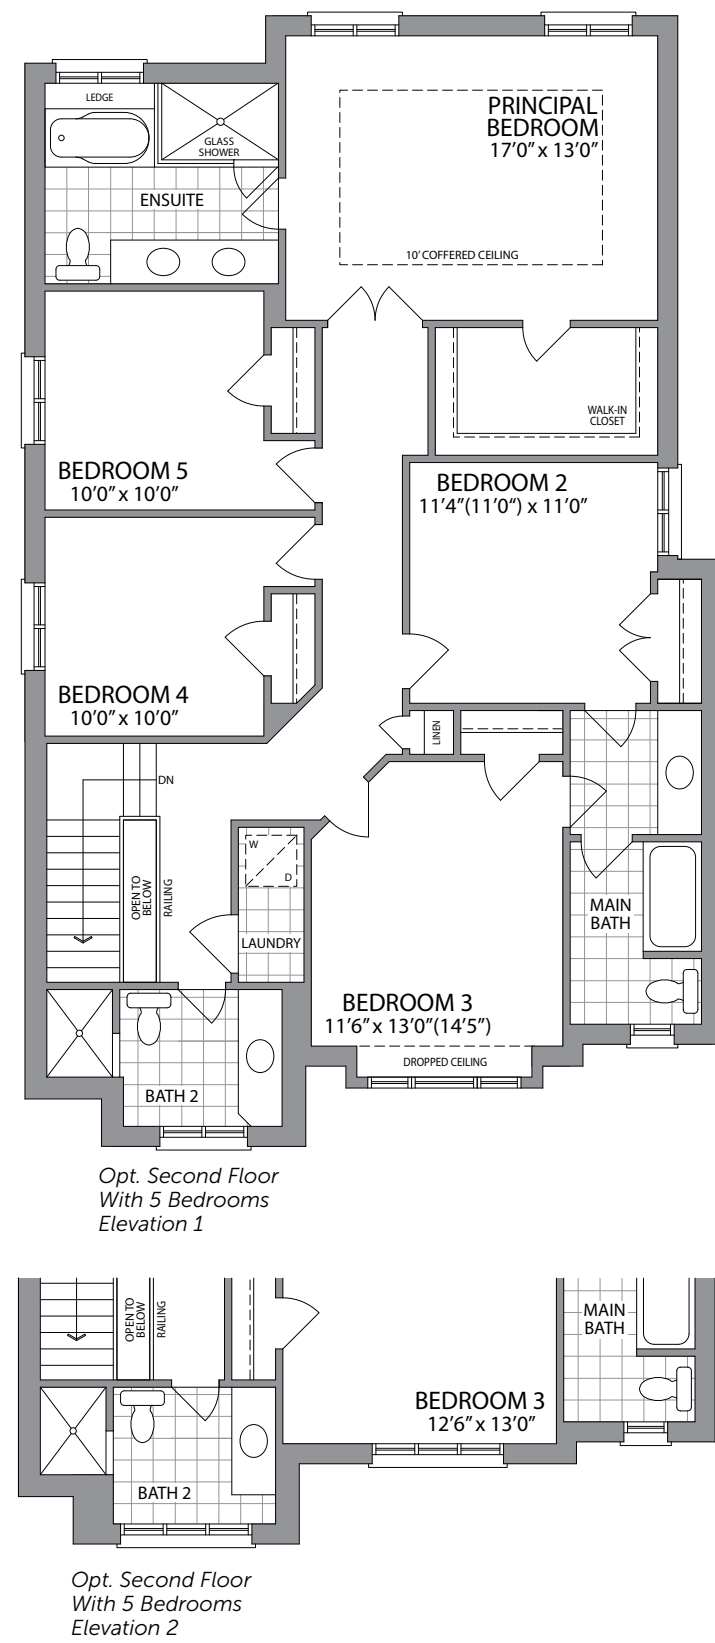 LEDGE
GLASS
SHOWER
ENSUITE
PRINCIPAL
BEDROOM
17'0” x 13'0”
10’ COFFERED CEILING
WALK-IN
CLOSET
BEDROOM 5
10’0” x 10’0”
BEDROOM 2
11’4”(11’0“) x 11’0”
BEDROOM 4
10’0” x 10’0”
LINEN
DN
OPEN TO
BELOW
RAILING
W
D
LAUNDRY
MAIN
BATH
BEDROOM 3
11’6” x 13’0”(14’5”)
DROPPED CEILING
BATH 2
Opt. Second Floor
With 5 Bedrooms
Elevation 1
OPEN TO
BELOW
RAILING
MAIN
BATH
BEDROOM 3
12’6” x 13’0”
BATH 2
Opt. Second Floor
With 5 Bedrooms
Elevation 2